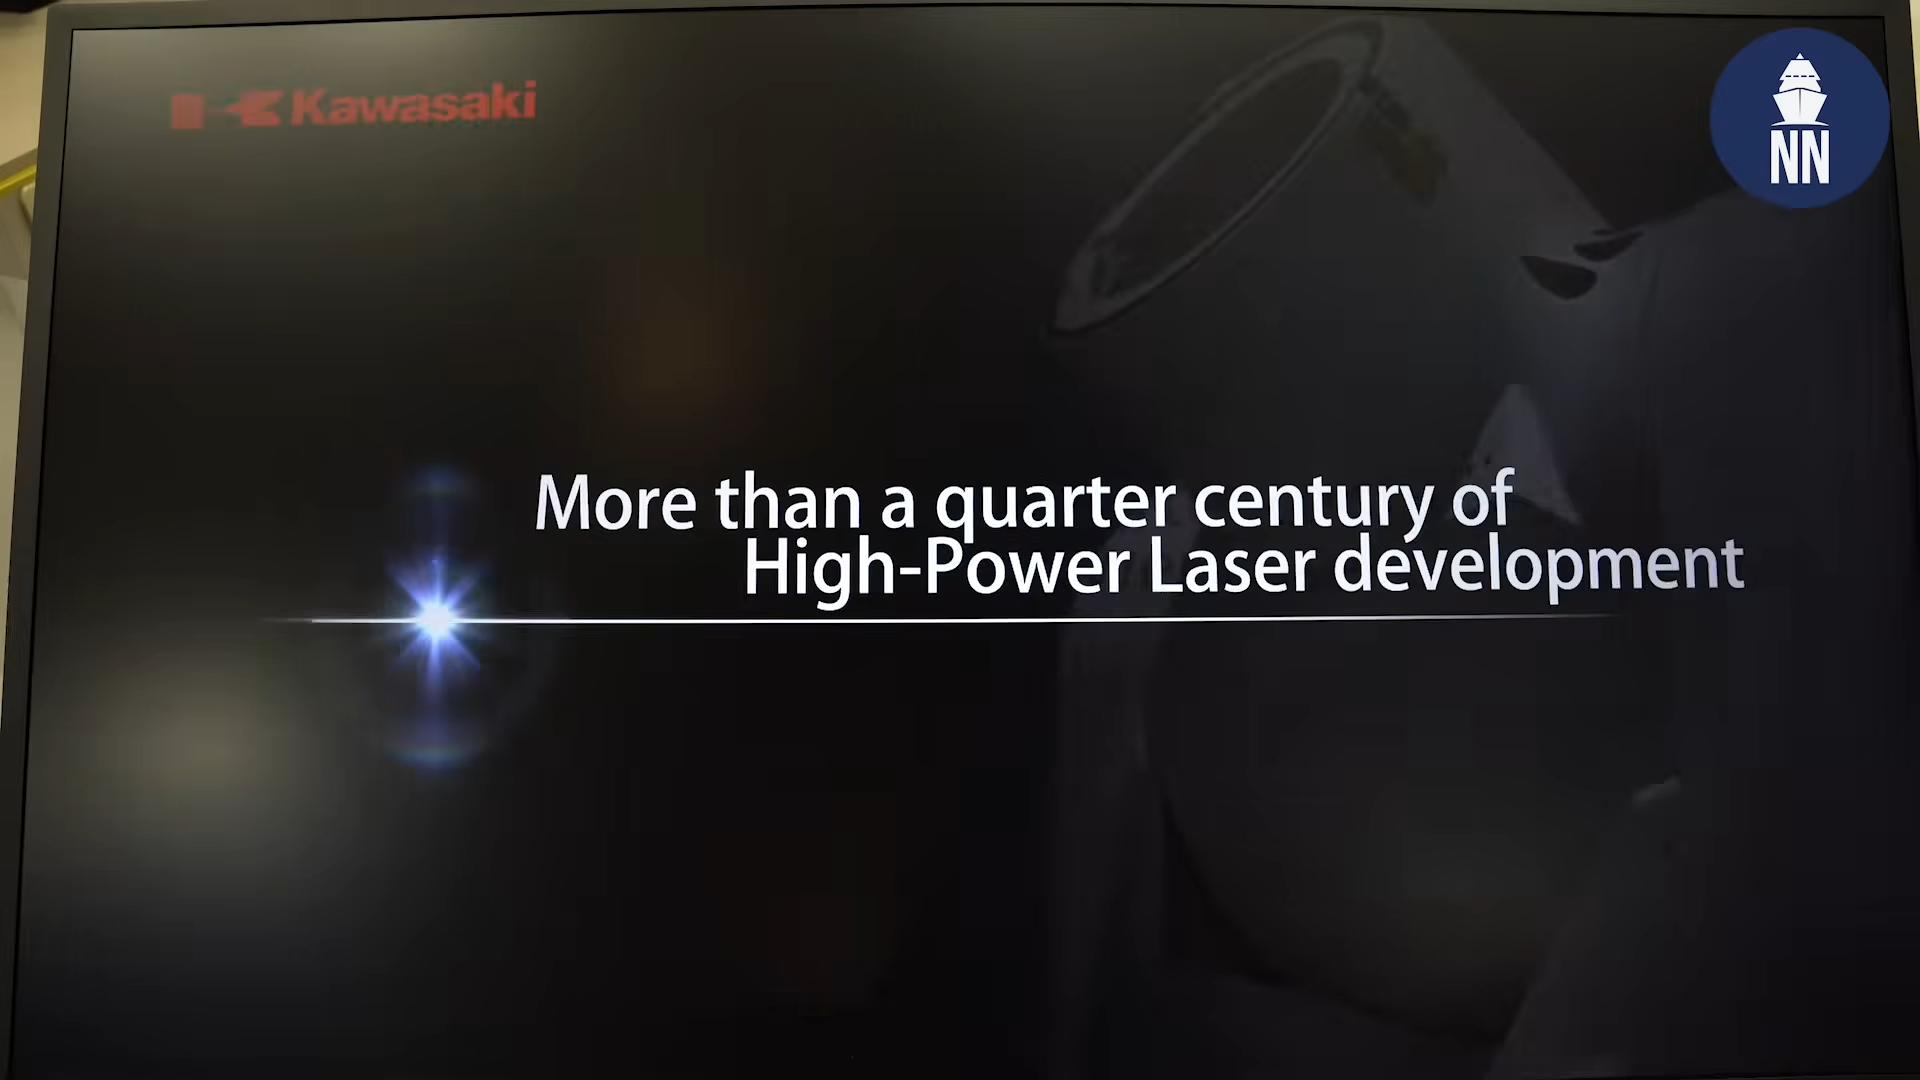 Kawasaki
NN
More than a quarter century of
High-Power Laser development